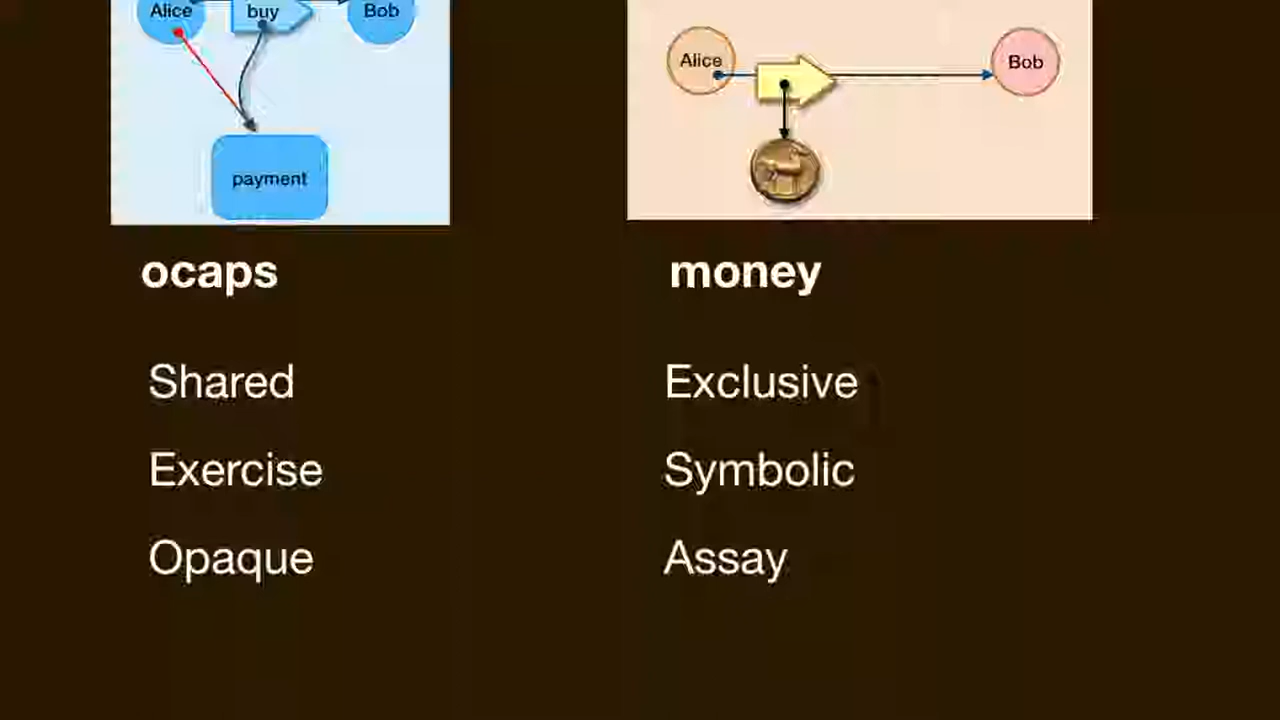 Alice buy Bob
payment
Alice Bob
ocaps money
Shared Exclusive
Exercise Symbolic
Opaque Assay